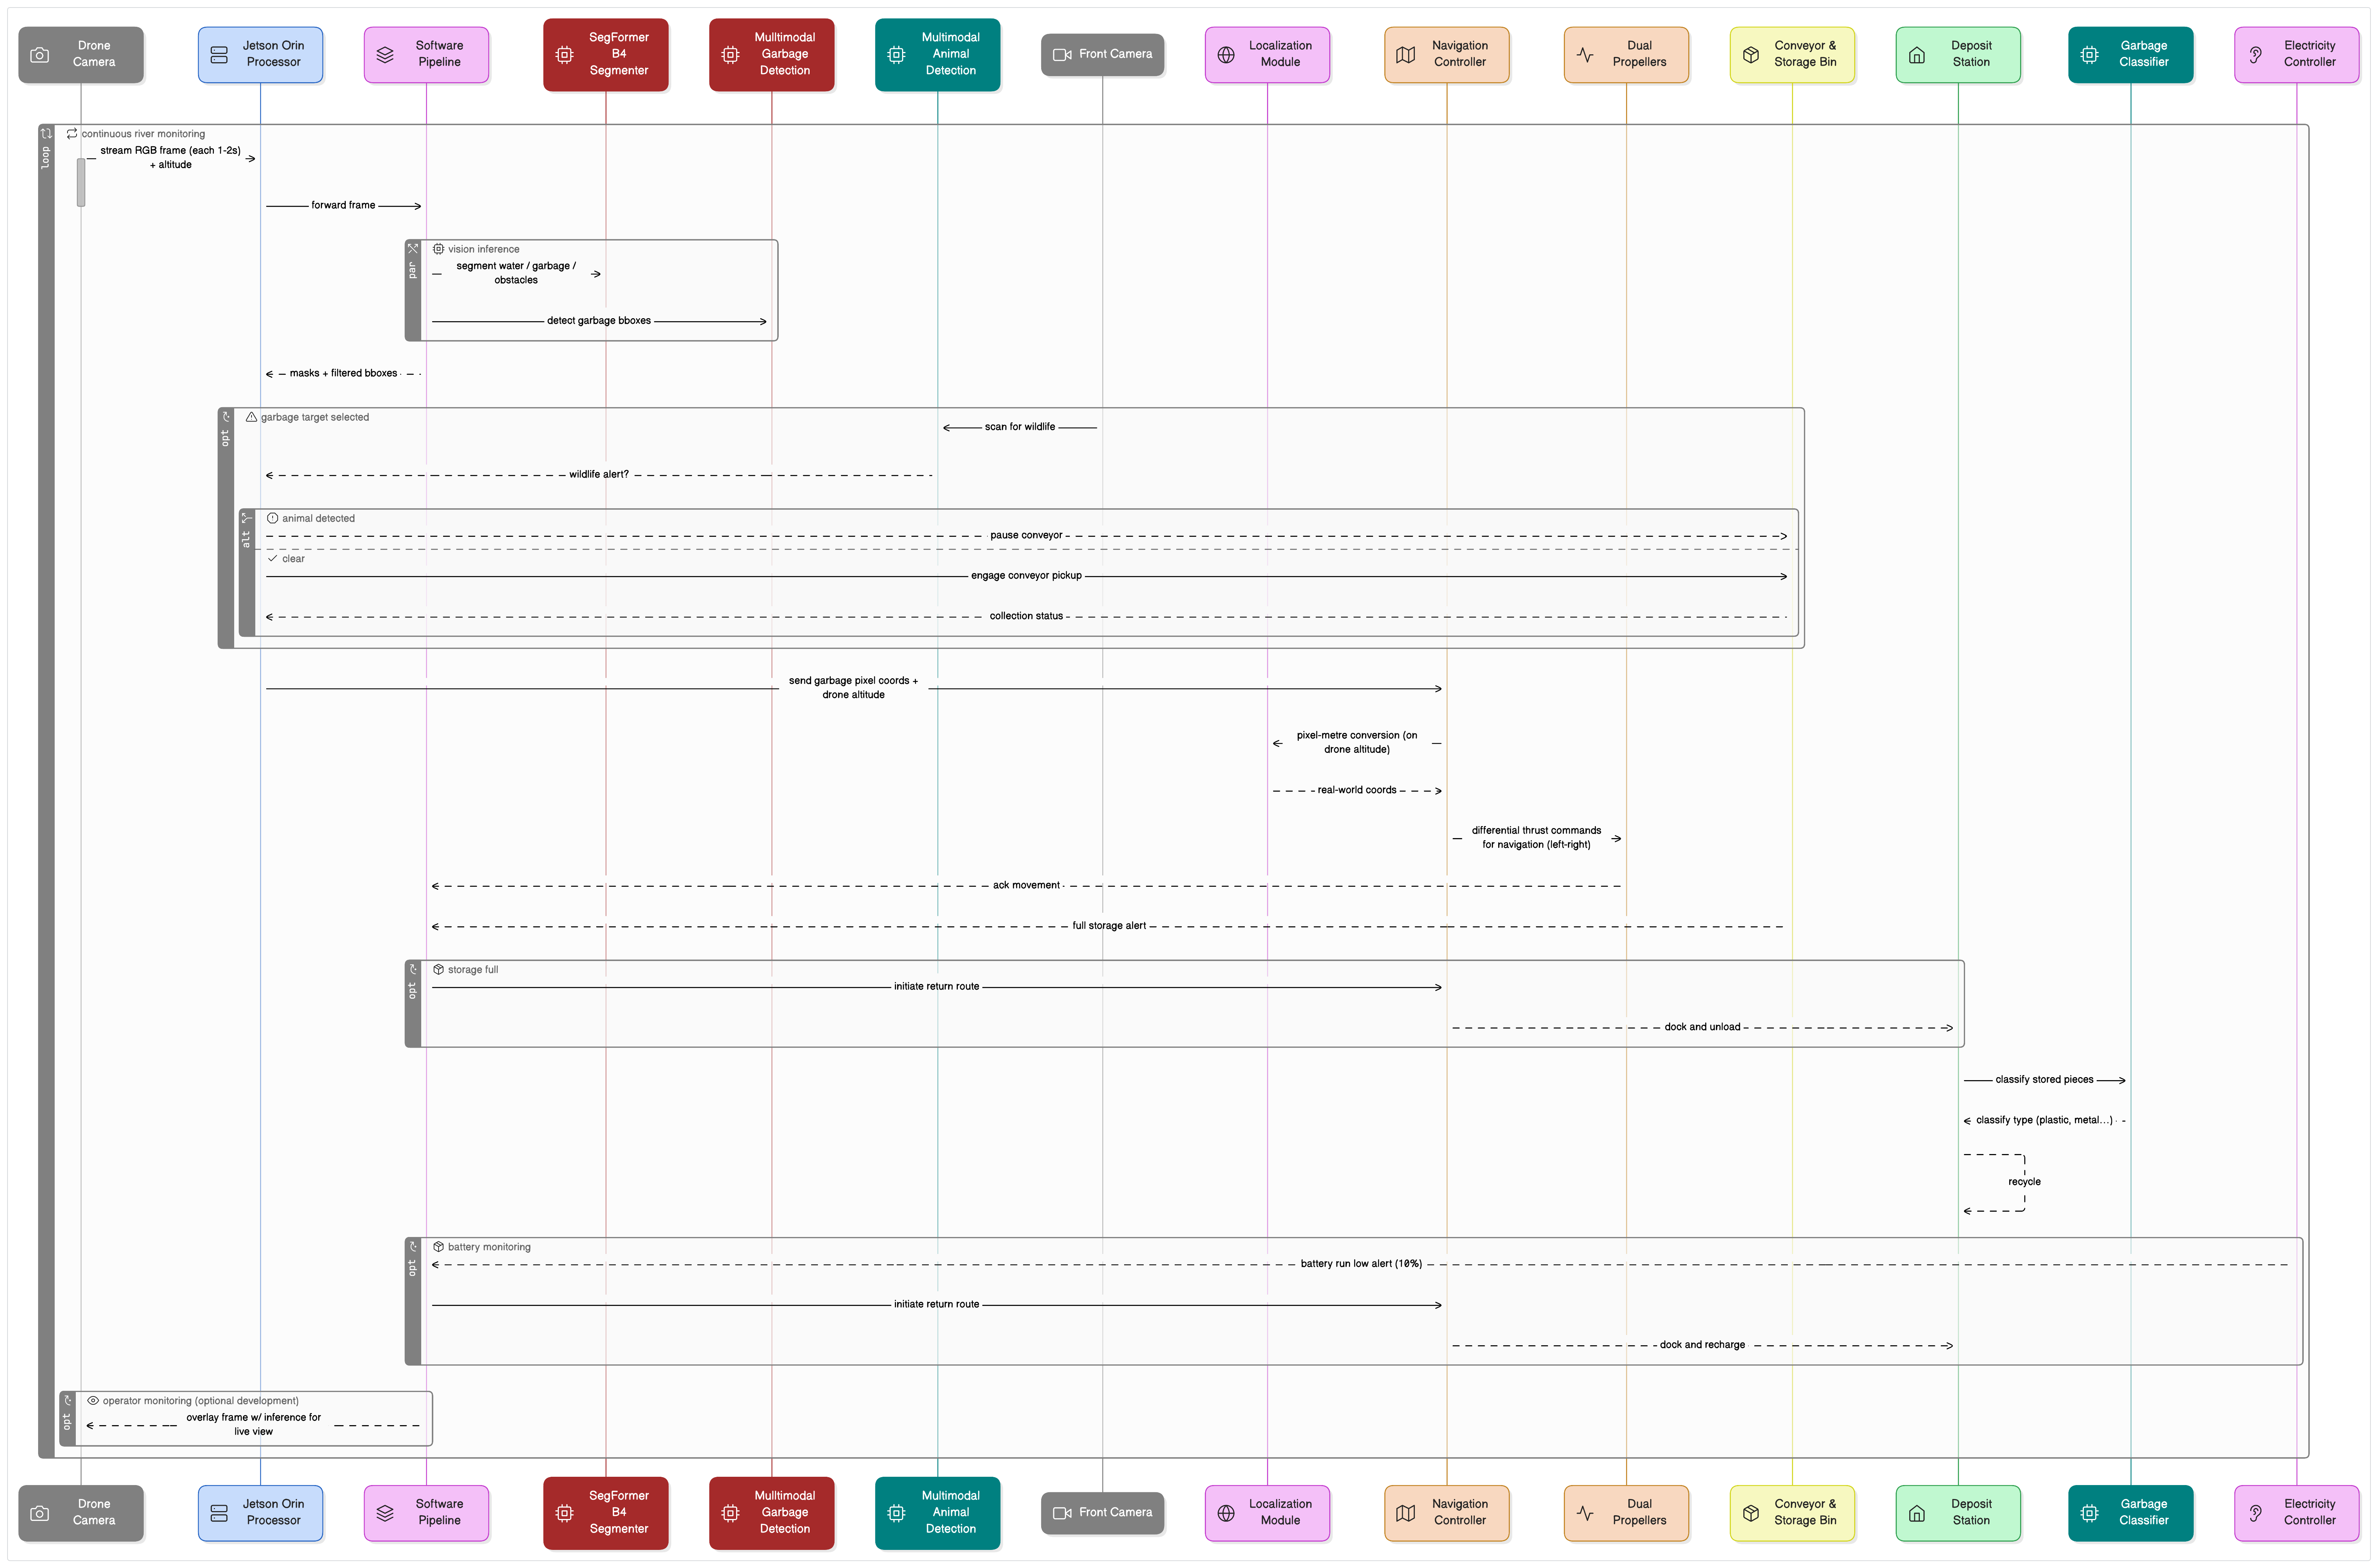 Drone
Camera
Jetson Orin
Processor
Software
Pipeline
SegFormer
B4
Segmenter
Mulltimodal
Garbage
Detection
Multimodal
Animal
Detection
Front Camera
Localization
Module
Navigation
Controller
Dual
Propellers
Conveyor &
Storage Bin
Deposit
Station
Garbage
Classifier
Electricity
Controller
loop
continuous river monitoring
stream RGB frame (each 1-2s)
+ altitude
forward frame
par
vision inference
segment water / garbage /
obstacles
detect garbage bboxes
masks + filtered bboxes
opt
garbage target selected
scan for wildlife
wildlife alert?
alt
animal detected
pause conveyor
clear
engage conveyor pickup
collection status
send garbage pixel coords +
drone altitude
pixel-metre conversion (on
drone altitude)
real-world coords
differential thrust commands
for navigation (left-right)
ack movement
full storage alert
opt
storage full
initiate return route
dock and unload
classify stored pieces
classify type (plastic, metal...)
recycle
opt
battery monitoring
battery run low alert (10%)
initiate return route
dock and recharge
opt
operator monitoring (optional development)
overlay frame w/ inference for
live view
Drone
Camera
Jetson Orin
Processor
Software
Pipeline
SegFormer
B4
Segmenter
Mulltimodal
Garbage
Detection
Multimodal
Animal
Detection
Front Camera
Localization
Module
Navigation
Controller
Dual
Propellers
Conveyor &
Storage Bin
Deposit
Station
Garbage
Classifier
Electricity
Controller